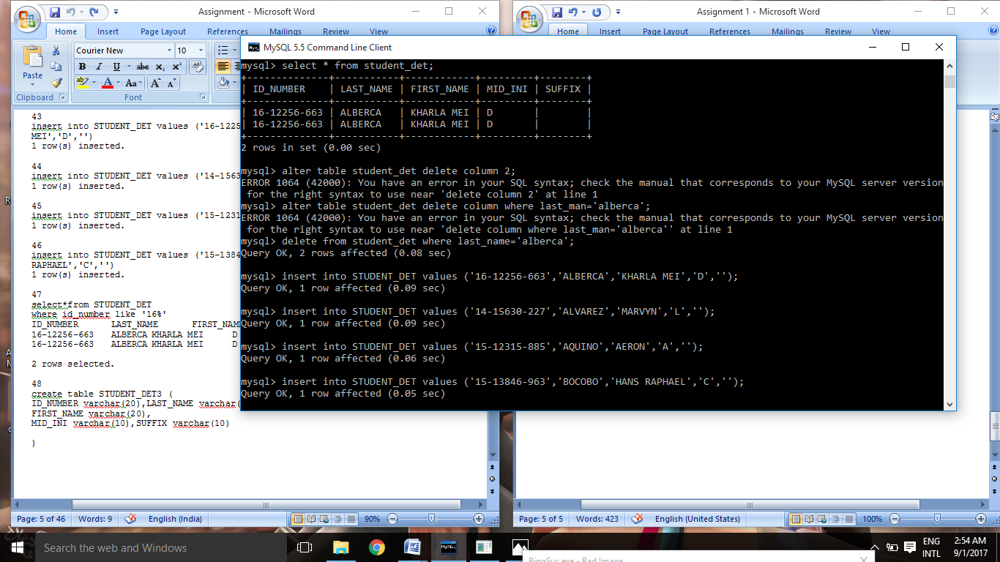 Assignment - Microsoft Word
Home Insert Page Layout References Mailings Review View
Courier New 10
Paste
B I U abc x₂ x²
ab A Aa A A
Clipboard Font
43
insert into STUDENT_DET values ('16-1225
MEI','D','')
1 row(s) inserted.
44
insert into STUDENT_DET values ('14-1563
1 row(s) inserted.
45
insert into STUDENT_DET values ('15-1231
1 row(s) inserted.
46
insert into STUDENT_DET values ('15-1384
RAPHAEL','C','')
1 row(s) inserted.
47
select*from STUDENT_DET
where id_number like '16%'
ID_NUMBER LAST_NAME FIRST_NAM
16-12256-663 ALBERCA KHARLA MEI D
16-12256-663 ALBERCA KHARLA MEI D
2 rows selected.
48
create table STUDENT_DET3 (
ID_NUMBER varchar(20),LAST_NAME varchar(
FIRST_NAME varchar(20),
MID_INI varchar(10),SUFFIX varchar(10)
)
Page: 5 of 46 Words: 9 English (India) 90%
Assignment 1 - Microsoft Word
Home Insert Page Layout References Mailings Review View
Page: 5 of 5 Words: 423 English (United States) 100%
MySQL 5.5 Command Line Client
mysql> select * from student_det;
+--------------+-----------+------------+---------+--------+
| ID_NUMBER | LAST_NAME | FIRST_NAME | MID_INI | SUFFIX |
+--------------+-----------+------------+---------+--------+
| 16-12256-663 | ALBERCA | KHARLA MEI | D | |
| 16-12256-663 | ALBERCA | KHARLA MEI | D | |
+--------------+-----------+------------+---------+--------+
2 rows in set (0.00 sec)
mysql> alter table student_det delete column 2;
ERROR 1064 (42000): You have an error in your SQL syntax; check the manual that corresponds to your MySQL server version
for the right syntax to use near 'delete column 2' at line 1
mysql> alter table student_det delete column where last_man='alberca';
ERROR 1064 (42000): You have an error in your SQL syntax; check the manual that corresponds to your MySQL server version
for the right syntax to use near 'delete column where last_man='alberca'' at line 1
mysql> delete from student_det where last_name='alberca';
Query OK, 2 rows affected (0.08 sec)
mysql> insert into STUDENT_DET values ('16-12256-663','ALBERCA','KHARLA MEI','D','');
Query OK, 1 row affected (0.09 sec)
mysql> insert into STUDENT_DET values ('14-15630-227','ALVAREZ','MARVYN','L','');
Query OK, 1 row affected (0.09 sec)
mysql> insert into STUDENT_DET values ('15-12315-885','AQUINO','AERON','A','');
Query OK, 1 row affected (0.06 sec)
mysql> insert into STUDENT_DET values ('15-13846-963','BOCOBO','HANS RAPHAEL','C','');
Query OK, 1 row affected (0.05 sec)
Search the web and Windows
ENG
INTL
2:54 AM
9/1/2017
BingSvc.exe - Bad Image